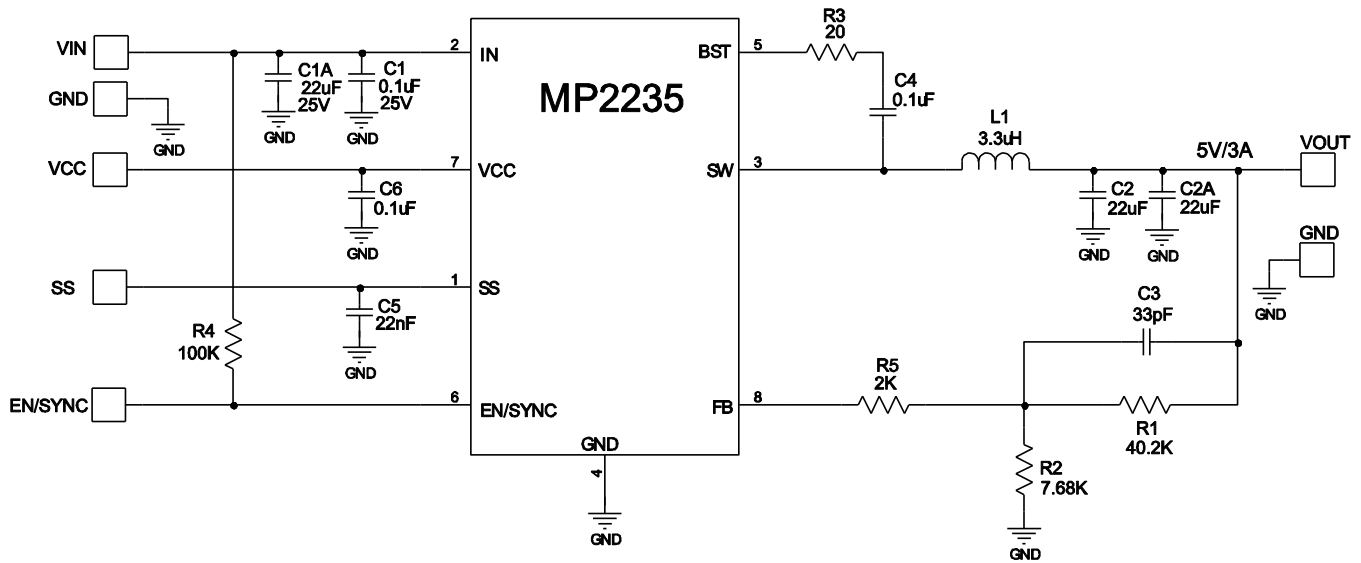 VIN
2
IN
C1A
22uF
25V
GND
C1
0.1uF
25V
GND
GND
GND
MP2235
BST
5
R3
20
C4
0.1uF
VCC
7
VCC
C6
0.1uF
GND
SW
3
L1
3.3uH
5V/3A
VOUT
C2
22uF
GND
C2A
22uF
GND
GND
GND
SS
1
SS
C5
22nF
GND
R4
100K
C3
33pF
EN/SYNC
6
EN/SYNC
FB
8
R5
2K
R1
40.2K
R2
7.68K
GND
GND
4
GND